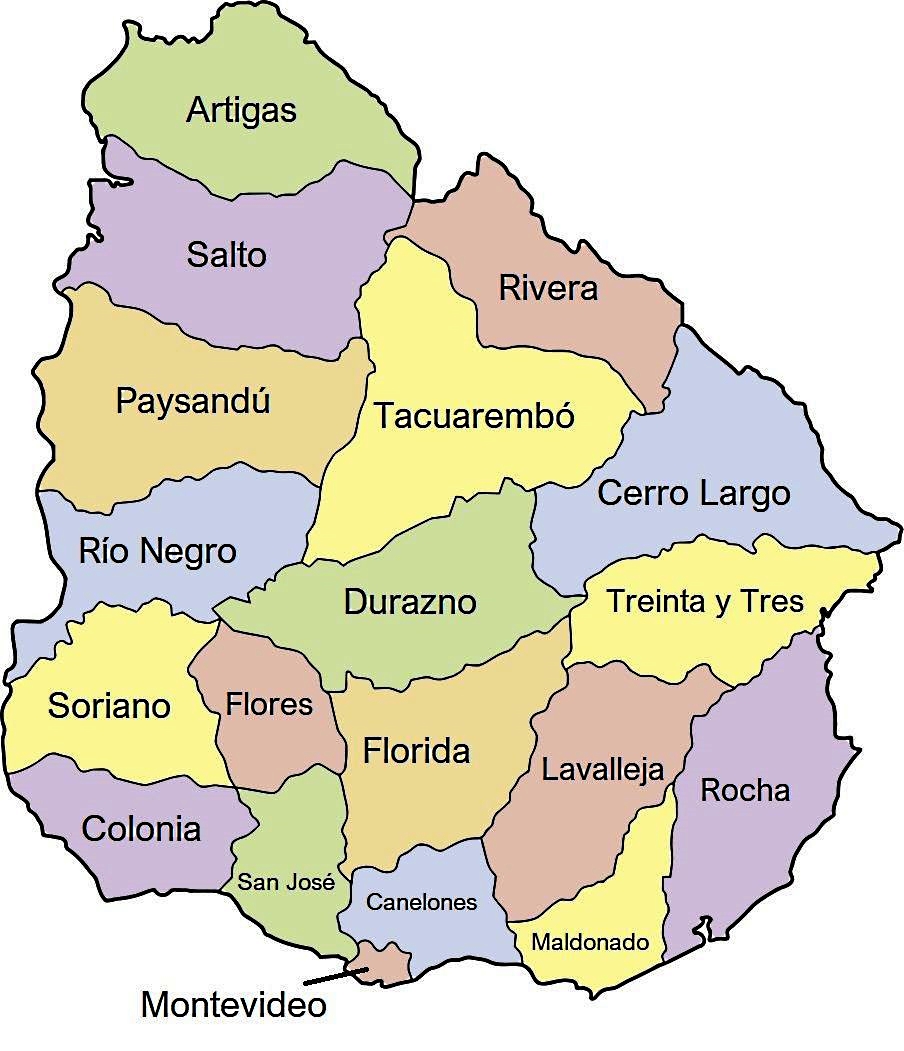 Artigas
Salto
Rivera
Paysandú
Tacuarembó
Cerro Largo
Río Negro
Durazno
Treinta y Tres
Soriano
Flores
Florida
Lavalleja
Rocha
Colonia
San José
Canelones
Maldonado
Montevideo